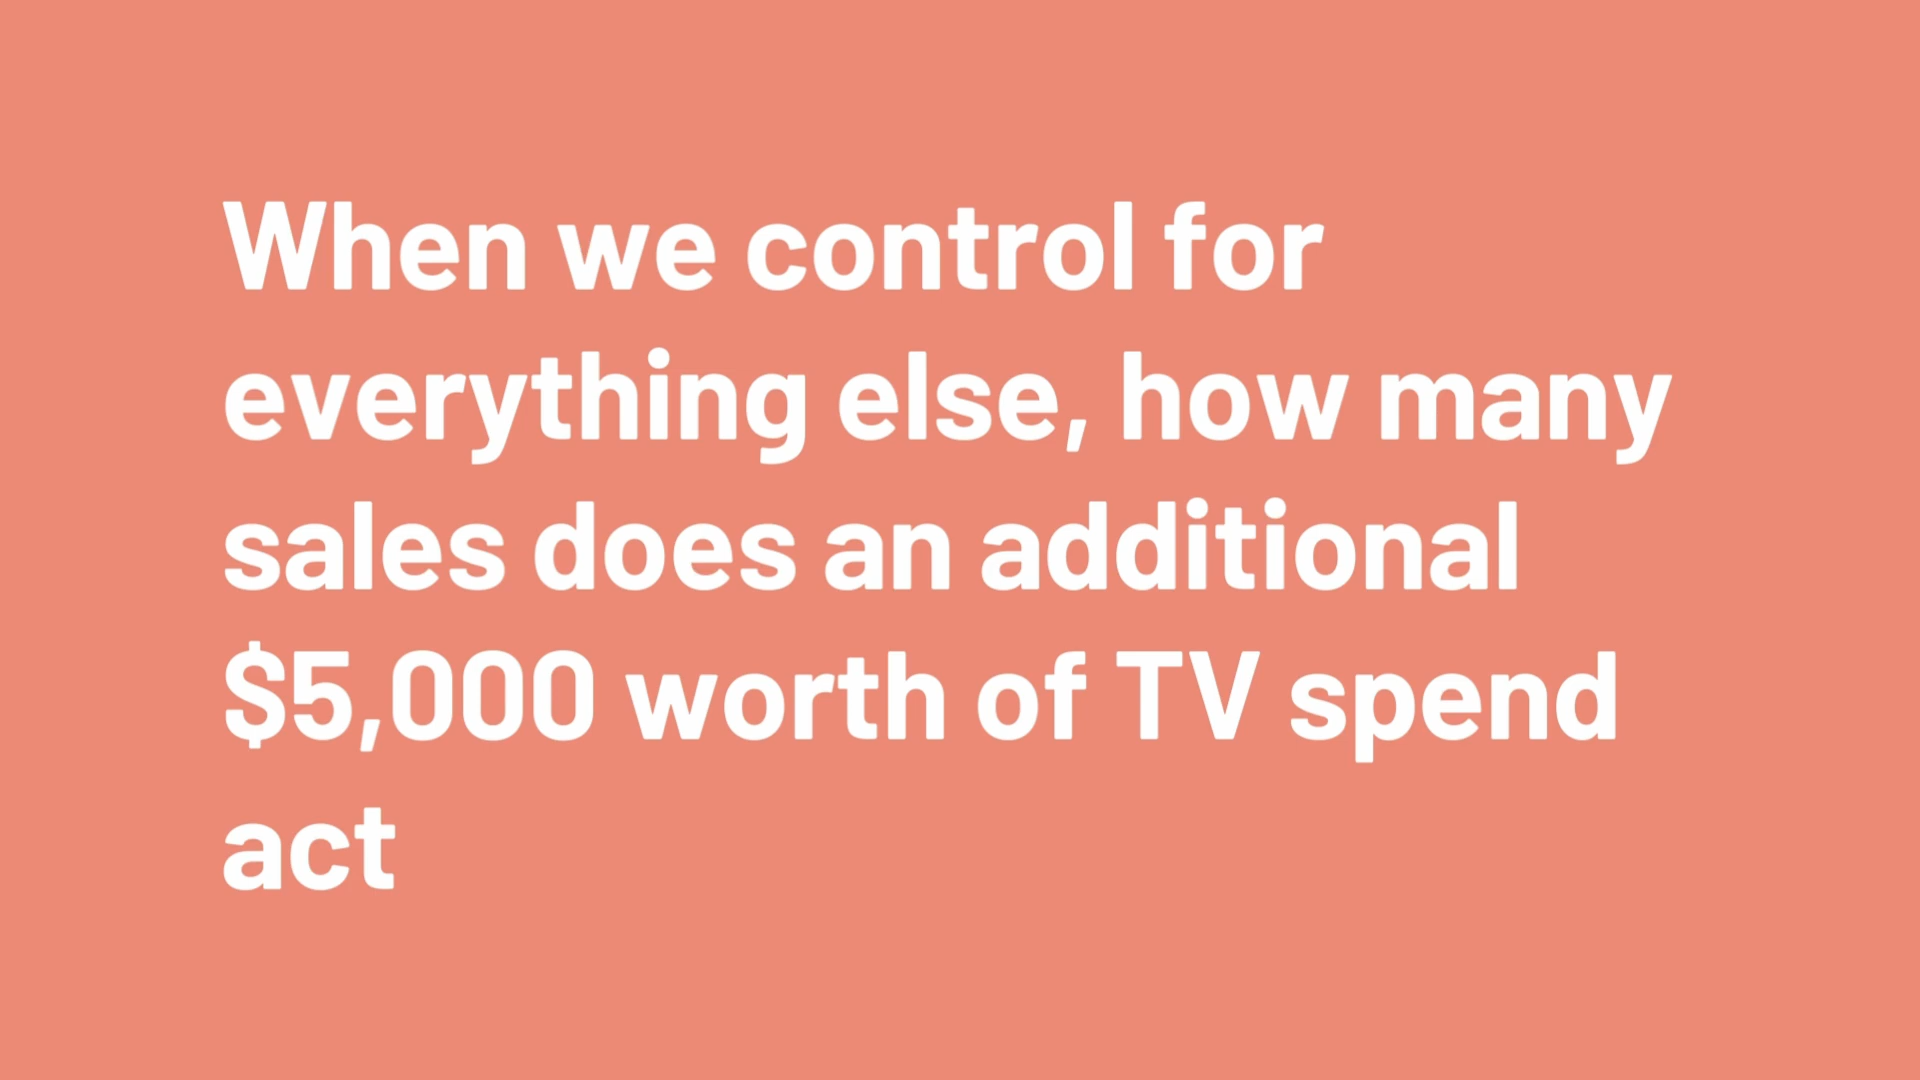 When we control for
everything else, how many
sales does an additional
$5,000 worth of TV spend
act